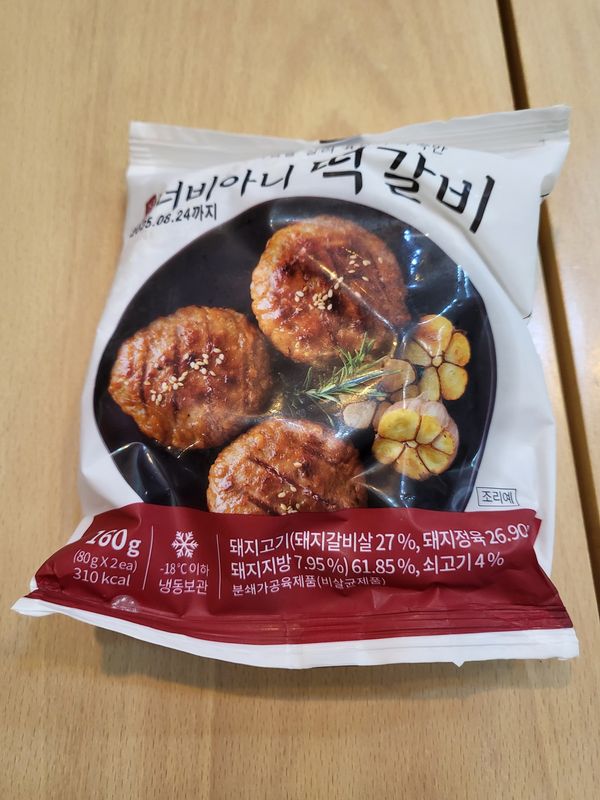 너비아니 떡갈비
.08.24까지
조리예
160g
(80g X 2ea)
310 kcal
-18℃ 이하
냉동보관
돼지고기(돼지갈비살 27%, 돼지정육 26.90
돼지지방 7.95%) 61.85%, 쇠고기 4%
분쇄가공육제품(비살균제품)